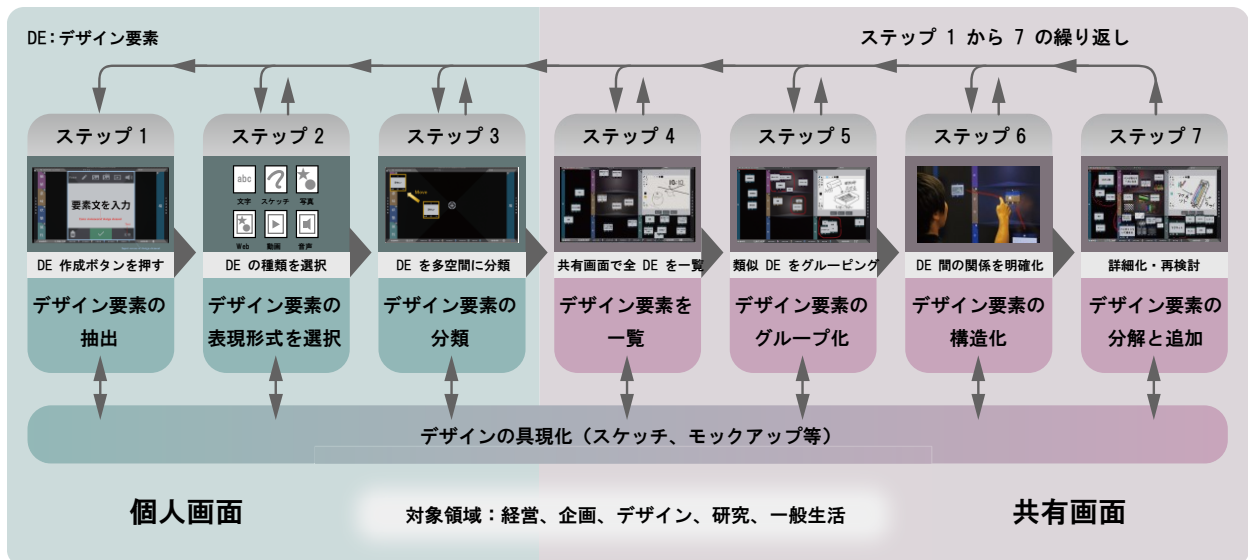 DE：デザイン要素
ステップ 1 から 7 の繰り返し
ステップ 1
ステップ 2
ステップ 3
ステップ 4
ステップ 5
ステップ 6
ステップ 7
要素文を入力
abc
文字
スケッチ
写真
Web
動画
音声
Move
DE 作成ボタンを押す
DE の種類を選択
DE を多空間に分類
共有画面で全 DE を一覧
類似 DE をグルーピング
DE 間の関係を明確化
詳細化・再検討
デザイン要素の
抽出
デザイン要素の
表現形式を選択
デザイン要素の
分類
デザイン要素を
一覧
デザイン要素の
グループ化
デザイン要素の
構造化
デザイン要素の
分解と追加
デザインの具現化（スケッチ、モックアップ等）
個人画面
対象領域：経営、企画、デザイン、研究、一般生活
共有画面